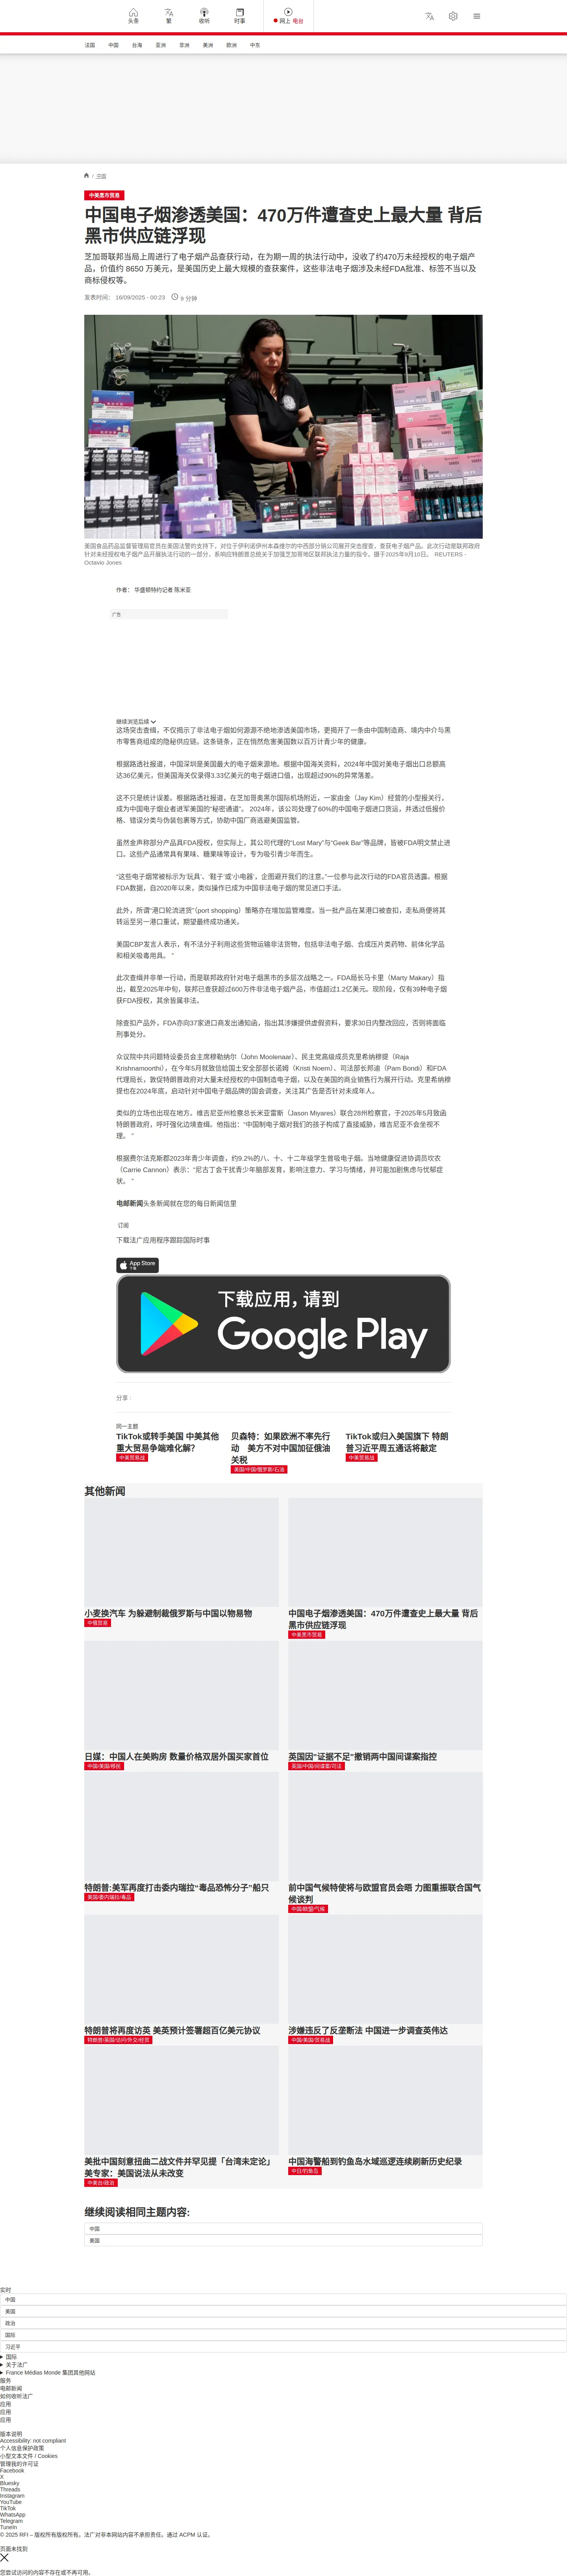 头条
繁
收听
时事
网上 电台
法国
中国
台海
亚洲
非洲
美洲
欧洲
中东
/ 中国
中美黑市贸易
中国电子烟渗透美国：470万件遭查史上最大量 背后
黑市供应链浮现
芝加哥联邦当局上周进行了电子烟产品查获行动，在为期一周的执法行动中，没收了约470万未经授权的电子烟产
品，价值约 8650 万美元，是美国历史上最大规模的查获案件，这些非法电子烟涉及未经FDA批准、标签不当以及
商标侵权等。
发表时间： 16/09/2025 - 00:23
8 分钟
美国食品药品监督管理局官员在美国法警的支持下，对位于伊利诺伊州本森维尔的中西部分销公司展开突击搜查，查获电子烟产品。此次行动是联邦政府
针对未经授权电子烟产品开展执法行动的一部分，系响应特朗普总统关于加强芝加哥地区联邦执法力量的指令，摄于2025年9月10日。 REUTERS -
Octavio Jones
作者： 华盛顿特约记者 陈米亚
广告
继续浏览后续
这场突击查缉，不仅揭示了非法电子烟如何源源不绝地渗透美国市场，更揭开了一条由中国制造商、境内中介与黑
市零售商组成的隐秘供应链。这条链条，正在悄然危害美国数以百万计青少年的健康。
根据路透社报道，中国深圳是美国最大的电子烟来源地。根据中国海关资料，2024年中国对美电子烟出口总额高
达36亿美元，但美国海关仅录得3.33亿美元的电子烟进口值，出现超过90%的异常落差。
这不只是统计误差。根据路透社报道，在芝加哥奥黑尔国际机场附近，一家由金（Jay Kim）经营的小型报关行，
成为中国电子烟业者进军美国的“秘密通道”。 2024年，该公司处理了60%的中国电子烟进口货运，并透过低报价
格、错误分类与伪装包裹等方式，协助中国厂商逃避美国监管。
虽然金声称部分产品具FDA授权，但实际上，其公司代理的“Lost Mary”与“Geek Bar”等品牌，皆被FDA明文禁止进
口。这些产品通常具有果味、糖果味等设计，专为吸引青少年而生。
“这些电子烟常被标示为‘玩具’、‘鞋子’或‘小电器’，企图避开我们的注意。”一位参与此次行动的FDA官员透露。根据
FDA数据，自2020年以来，类似操作已成为中国非法电子烟的常见进口手法。
此外，所谓“港口轮流进货”（port shopping）策略亦在增加监管难度。当一批产品在某港口被查扣，走私商便将其
转运至另一港口重试，期望最终成功通关。
美国CBP发言人表示，有不法分子利用这些货物运输非法货物，包括非法电子烟、合成压片类药物、前体化学品
和相关吸毒用具。 ”
此次查缉并非单一行动，而是联邦政府针对电子烟黑市的多层次战略之一。FDA局长马卡里（Marty Makary）指
出，截至2025年中旬，联邦已查获超过600万件非法电子烟产品，市值超过1.2亿美元。现阶段，仅有39种电子烟
获FDA授权，其余皆属非法。
除查扣产品外，FDA亦向37家进口商发出通知函，指出其涉嫌提供虚假资料，要求30日内整改回应，否则将面临
刑事处分。
众议院中共问题特设委员会主席穆勒纳尔（John Moolenaar）、民主党高级成员克里希纳穆提（Raja
Krishnamoorthi），在今年5月就致信给国土安全部部长诺姆（Kristi Noem）、司法部长邦迪（Pam Bondi）和FDA
代理局长，敦促特朗普政府对大量未经授权的中国制造电子烟，以及在美国的商业销售行为展开行动。克里希纳穆
提也在2024年底，启动针对中国电子烟品牌的国会调查，关注其广告是否针对未成年人。
类似的立场也出现在地方。维吉尼亚州检察总长米亚雷斯（Jason Miyares）联合28州检察官，于2025年5月致函
特朗普政府，呼吁强化边境查缉。他指出：“中国制电子烟对我们的孩子构成了直接威胁，维吉尼亚不会坐视不
理。 ”
根据费尔法克斯郡2023年青少年调查，约9.2%的八、十、十二年级学生曾吸电子烟。当地健康促进协调员坎农
（Carrie Cannon）表示：“尼古丁会干扰青少年脑部发育，影响注意力、学习与情绪，并可能加剧焦虑与忧郁症
状。 ”
电邮新闻头条新闻就在您的每日新闻信里
订阅
下载法广应用程序跟踪国际时事
App Store
下载应用，请到
Google Play
分享 :
同一主题
TikTok或转手美国 中美其他
重大贸易争端难化解？
中美贸易战
贝森特：如果欧洲不率先行
动 美方不对中国加征俄油
关税
美国/中国/俄罗斯/石油
TikTok或归入美国旗下 特朗
普习近平周五通话将敲定
中美贸易战
其他新闻
小麦换汽车 为躲避制裁俄罗斯与中国以物易物
中俄贸易
中国电子烟渗透美国：470万件遭查史上最大量 背后
黑市供应链浮现
中美黑市贸易
日媒：中国人在美购房 数量价格双居外国买家首位
中国/美国/移民
英国因"证据不足"撤销两中国间谍案指控
英国/中国/间谍案/司法
特朗普:美军再度打击委内瑞拉“毒品恐怖分子”船只
美国/委内瑞拉/毒品
前中国气候特使将与欧盟官员会晤 力图重振联合国气
候谈判
中国/欧盟/气候
特朗普将再度访英 美英预计签署超百亿美元协议
特朗普/英国/访问/外交/经贸
涉嫌违反了反垄断法 中国进一步调查英伟达
中国/美国/贸易战
美批中国刻意扭曲二战文件并罕见提「台湾未定论」
美专家：美国说法从未改变
中美台/政治
中国海警船到钓鱼岛水域巡逻连续刷新历史纪录
中日/钓鱼岛
继续阅读相同主题内容:
中国
美国
实时
中国
美国
政治
国际
习近平
国际
关于法广
France Médias Monde 集团其他网站
服务
电邮新闻
如何收听法广
应用
应用
应用
版本说明
Accessibility: not compliant
个人信息保护政策
小型文本文件 / Cookies
管理我的许可证
Facebook
X
Bluesky
Threads
Instagram
YouTube
TikTok
WhatsApp
Telegram
TuneIn
© 2025 RFI – 版权所有版权所有。法广对非本网站内容不承担责任。通过 ACPM 认证。
页面未找到
您尝试访问的内容不存在或不再可用。